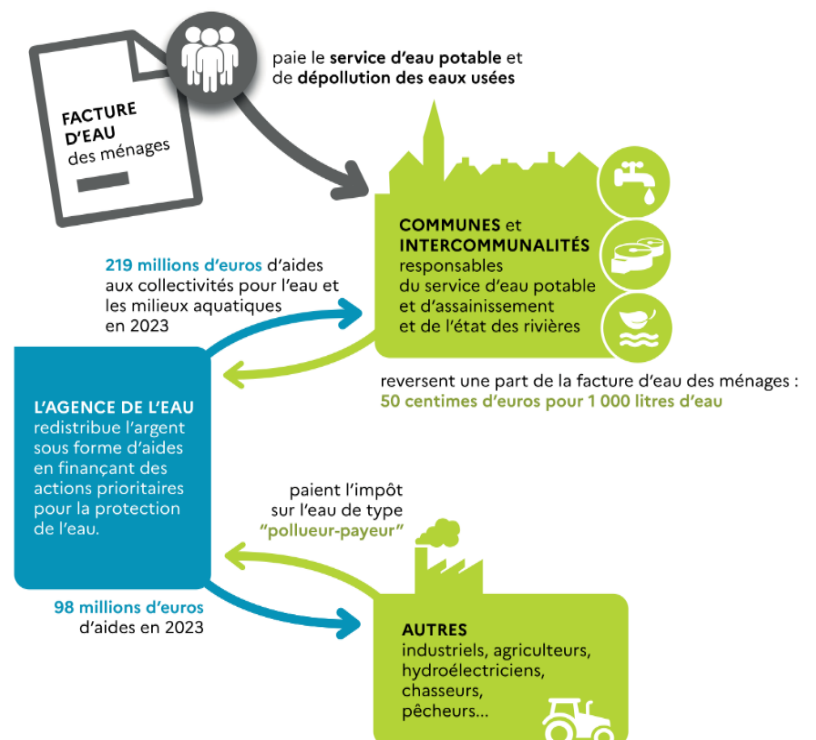 FACTURE
D'EAU
des ménages
paie le service d'eau potable et
de dépollution des eaux usées
COMMUNES et
INTERCOMMUNALITÉS
responsables
du service d'eau potable
et d'assainissement
et de l'état des rivières
219 millions d'euros d'aides
aux collectivités pour l'eau et
les milieux aquatiques
en 2023
reversent une part de la facture d'eau des ménages :
50 centimes d'euros pour 1 000 litres d'eau
L'AGENCE DE L'EAU
redistribue l'argent
sous forme d'aides
en finançant des
actions prioritaires
pour la protection
de l'eau.
paient l'impôt
sur l'eau de type
"pollueur-payeur"
98 millions d'euros
d'aides en 2023
AUTRES
industriels, agriculteurs,
hydroélectriciens,
chasseurs,
pêcheurs...